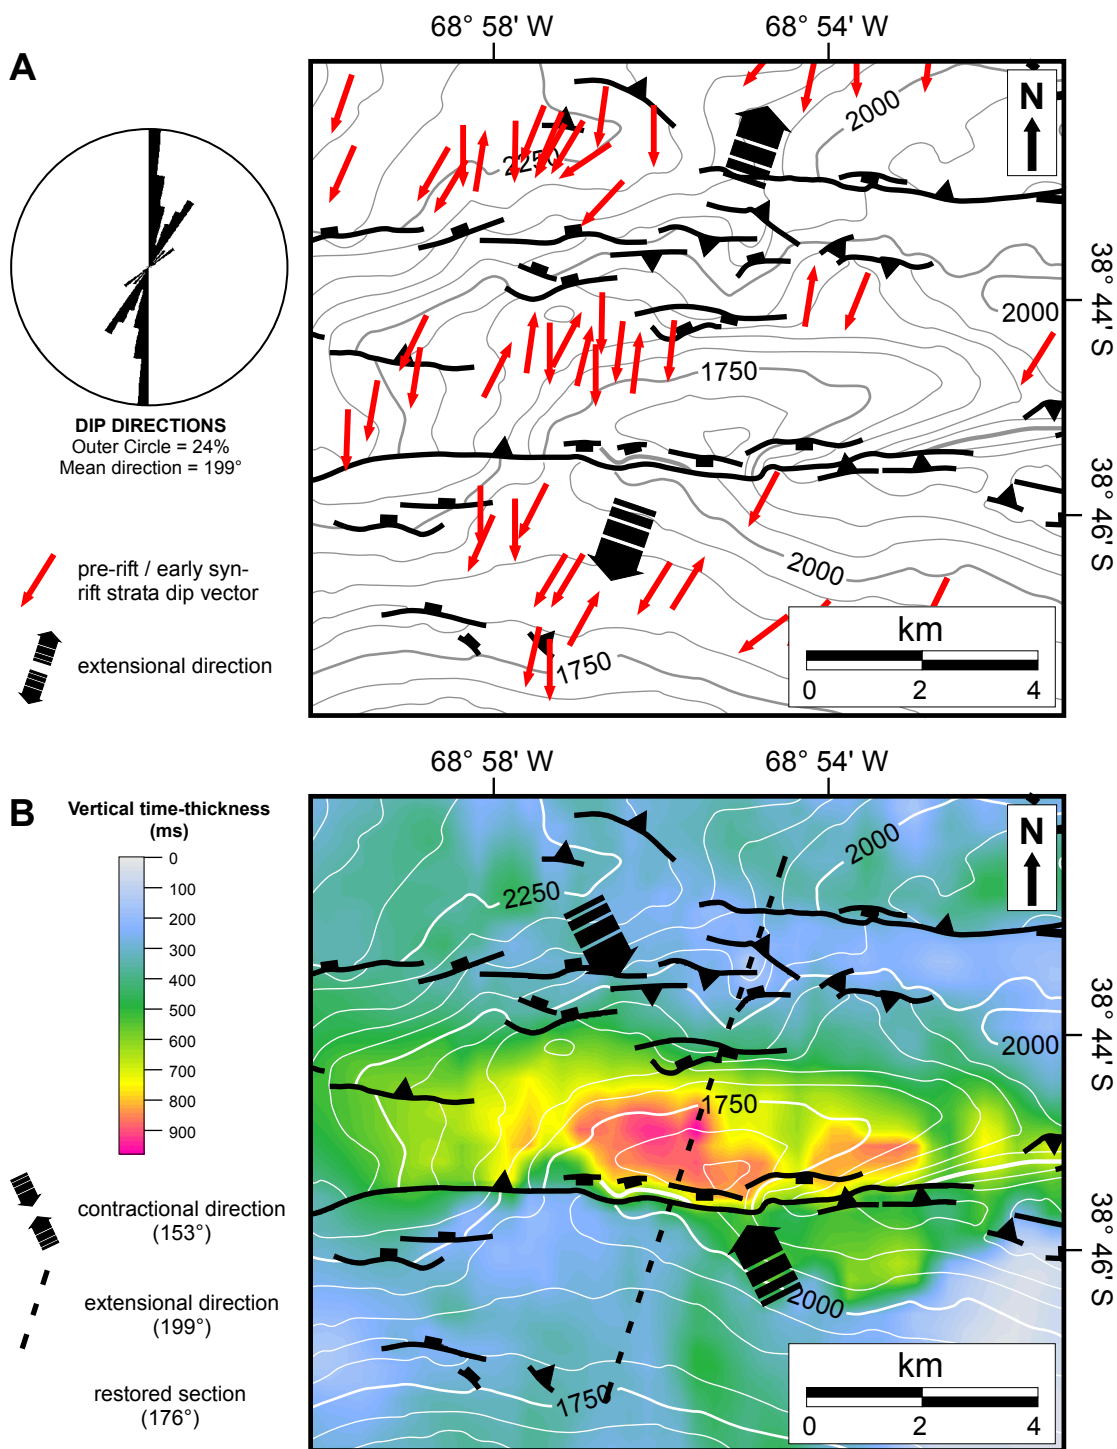 A
68° 58' W
68° 54' W
N
2000
2250
38° 44' S
2000
1750
DIP DIRECTIONS
Outer Circle = 24%
Mean direction = 199°
38° 46' S
pre-rift / early syn-
rift strata dip vector
2000
extensional direction
1750
km
0 2 4
68° 58' W
68° 54' W
B
Vertical time-thickness
(ms)
0
100
200
300
400
500
600
700
800
900
N
2000
2250
38° 44' S
2000
1750
contractional direction
(153°)
38° 46' S
extensional direction
(199°)
2000
restored section
(176°)
1750
km
0 2 4